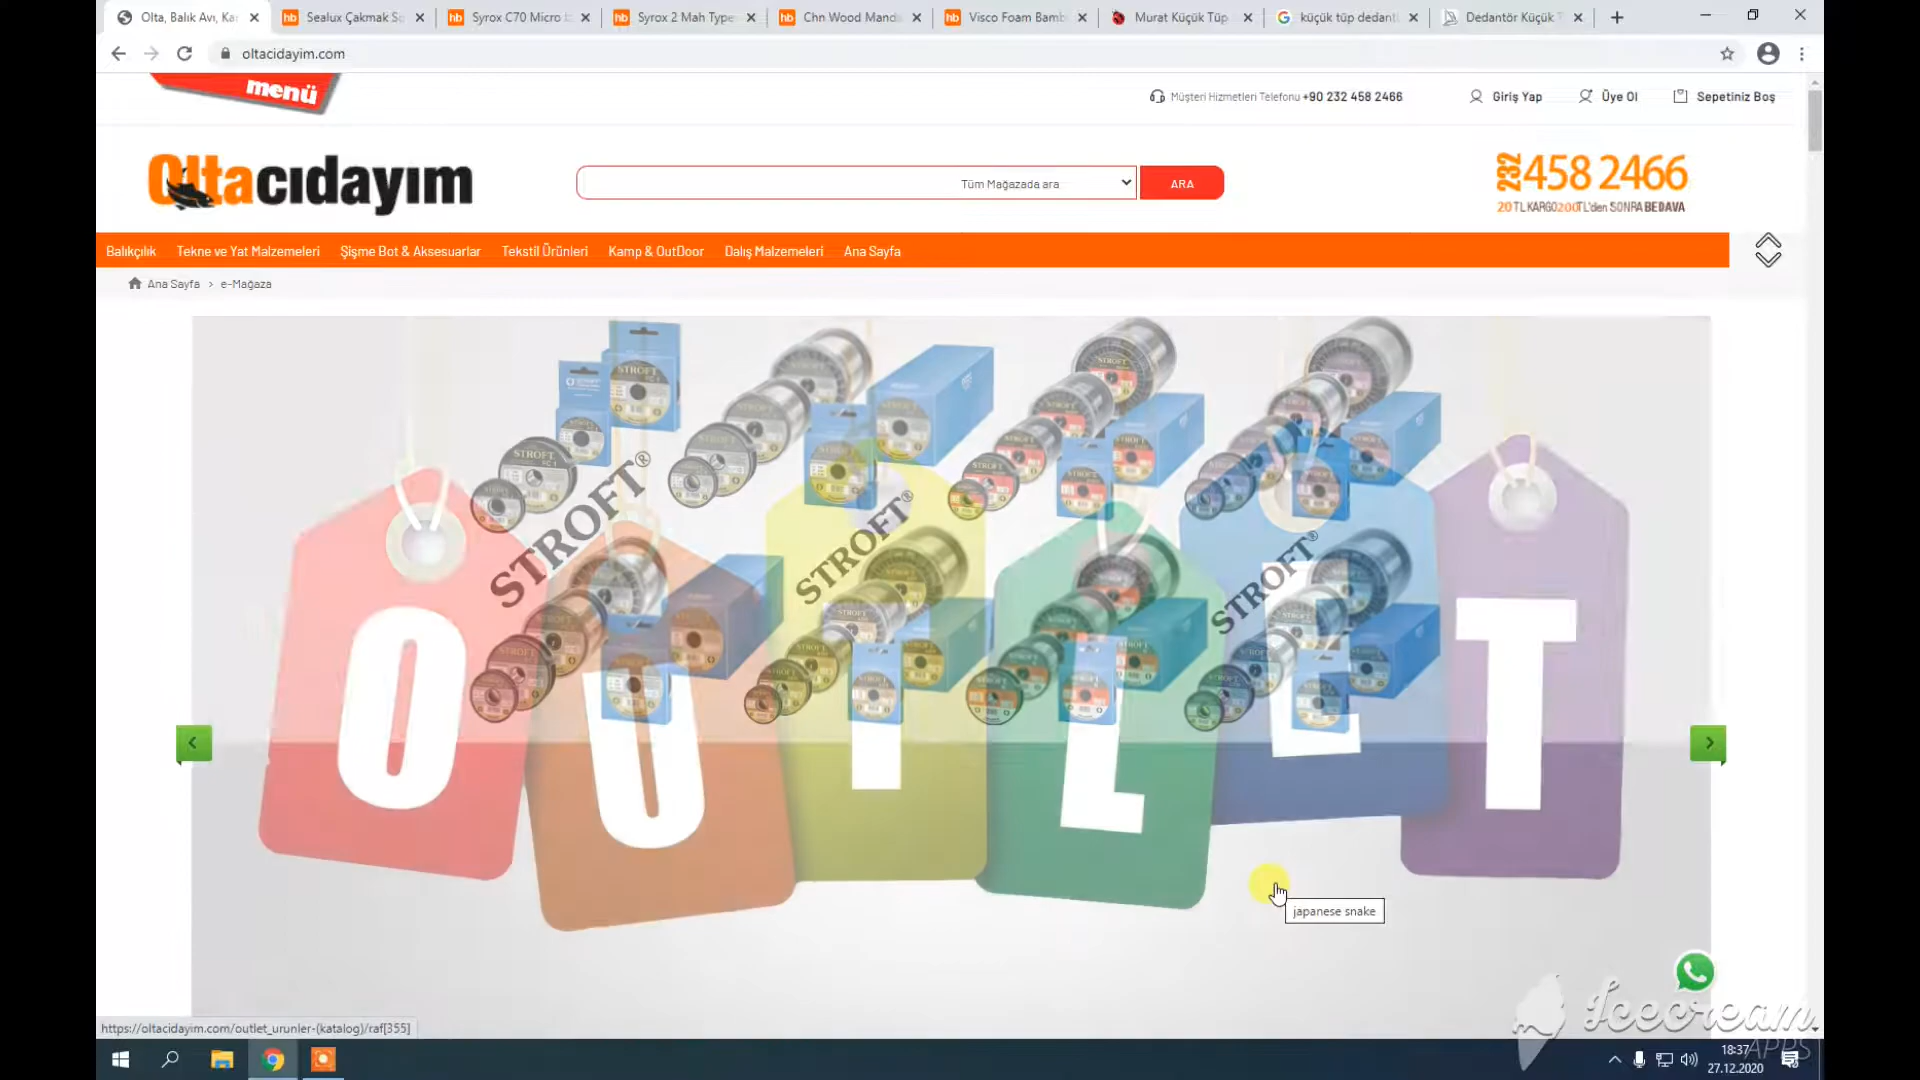 Olta, Balık Avı, Ka
Sealux Çakmak S
Syrox C70 Micro
Syrox 2 Mah Type
Chn Wood Manda
Visco Foam Bamb
Murat Küçük Tüp
küçük tüp dedant
Dedantör Küçük T
oltacidayim.com
menü
Müşteri Hizmetleri Telefonu +90 232 458 2466
Giriş Yap
Üye Ol
Sepetiniz Boş
Oltacıdayım
Tüm Mağazada ara
ARA
232 458 2466
20TL KARGO 200TL'den SONRA BEDAVA
Balıkçılık
Tekne ve Yat Malzemeleri
Şişme Bot & Aksesuarlar
Tekstil Ürünleri
Kamp & OutDoor
Dalış Malzemeleri
Ana Sayfa
Ana Sayfa > e-Mağaza
STROFT®
STROFT®
STROFT®
OUTLET
japanese snake
https://oltacidayim.com/outlet_urunler-(katalog)/raf[355]
Icecream
APPS
18:37
27.12.2020